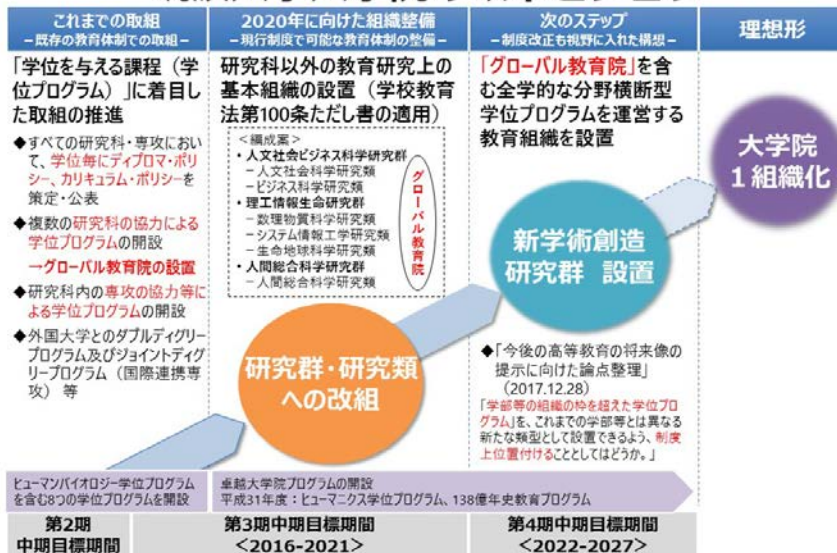 これまでの取組
－既存の教育体制での取組－
「学位を与える課程（学
位プログラム）」に着目し
た取組の推進
◆すべての研究科・専攻におい
て、学位毎にディプロマ・ポリ
シー、カリキュラム・ポリシーを
策定・公表
◆複数の研究科の協力による
学位プログラムの開設
→グローバル教育院の設置
◆研究科内の専攻の協力等に
よる学位プログラムの開設
◆外国大学とのダブルディグリー
プログラム及びジョイントディグ
リープログラム（国際連携専
攻）等
2020年に向けた組織整備
－現行制度で可能な教育体制の整備－
研究科以外の教育研究上の
基本組織の設置（学校教育
法第100条ただし書の適用）
＜編成案＞
・人文社会ビジネス科学研究群
－人文社会科学研究類
－ビジネス科学研究類
・理工情報生命研究群
－数理物質科学研究類
－システム情報工学研究類
－生命地球科学研究類
・人間総合科学研究群
－人間総合科学研究類
グローバル教育院
研究群・研究類
への改組
次のステップ
－制度改正も視野に入れた構想－
「グローバル教育院」を含
む全学的な分野横断型
学位プログラムを運営する
教育組織を設置
新学術創造
研究群 設置
◆「今後の高等教育の将来像の
提示に向けた論点整理」
（2017.12.28）
「学部等の組織の枠を超えた学位プロ
グラム」を、これまでの学部等とは異なる
新たな類型として設置できるよう、制度
上位置付けることとしてはどうか。」
理想形
大学院
1組織化
ヒューマンバイオロジー学位プログラム
を含む8つの学位プログラムを開設
卓越大学院プログラムの開設
平成31年度：ヒューマニクス学位プログラム、138億年史教育プログラム
第2期
中期目標期間
第3期中期目標期間
<2016-2021>
第4期中期目標期間
<2022-2027>